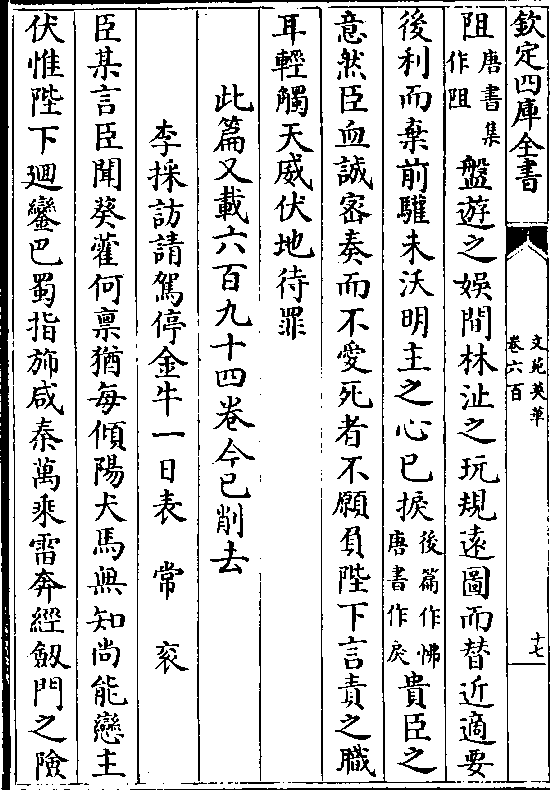 欽定四庫全書
文苑英華
卷六百
十七
阻唐書集作阻盤遊之娛間林沚之玩規遠圖而替近適要
後利而棄前驩未沃明主之心已捩後篇作怫唐書作戾貴臣之
意然臣血誠密奏而不愛死者不願負陛下言責之職
耳輕觸天威伏地待罪
此篇又載六百九十四卷今已削去
李採訪請駕停金牛一日表 常衮
臣某言臣聞葵藿何禀猶每傾陽犬馬無知尚能戀主
伏惟陛下廻鑾巴蜀指斾咸秦萬乘雷奔經劒門之險